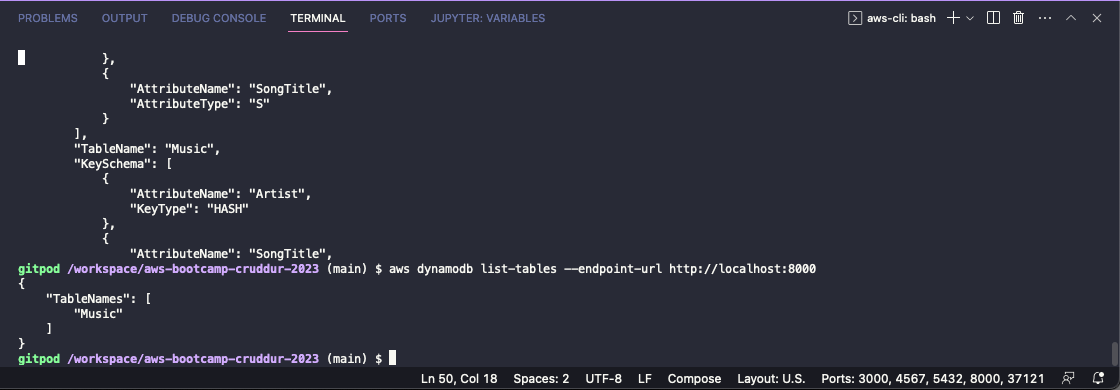 PROBLEMS OUTPUT DEBUG CONSOLE TERMINAL PORTS JUPYTER: VARIABLES aws-cli: bash
},
{
"AttributeName": "SongTitle",
"AttributeType": "S"
}
],
"TableName": "Music",
"KeySchema": [
{
"AttributeName": "Artist",
"KeyType": "HASH"
},
{
"AttributeName": "SongTitle",
gitpod /workspace/aws-bootcamp-cruddur-2023 (main) $ aws dynamodb list-tables --endpoint-url http://localhost:8000
{
"TableNames": [
"Music"
]
}
gitpod /workspace/aws-bootcamp-cruddur-2023 (main) $
Ln 50, Col 18 Spaces: 2 UTF-8 LF Compose Layout: U.S. Ports: 3000, 4567, 5432, 8000, 37121